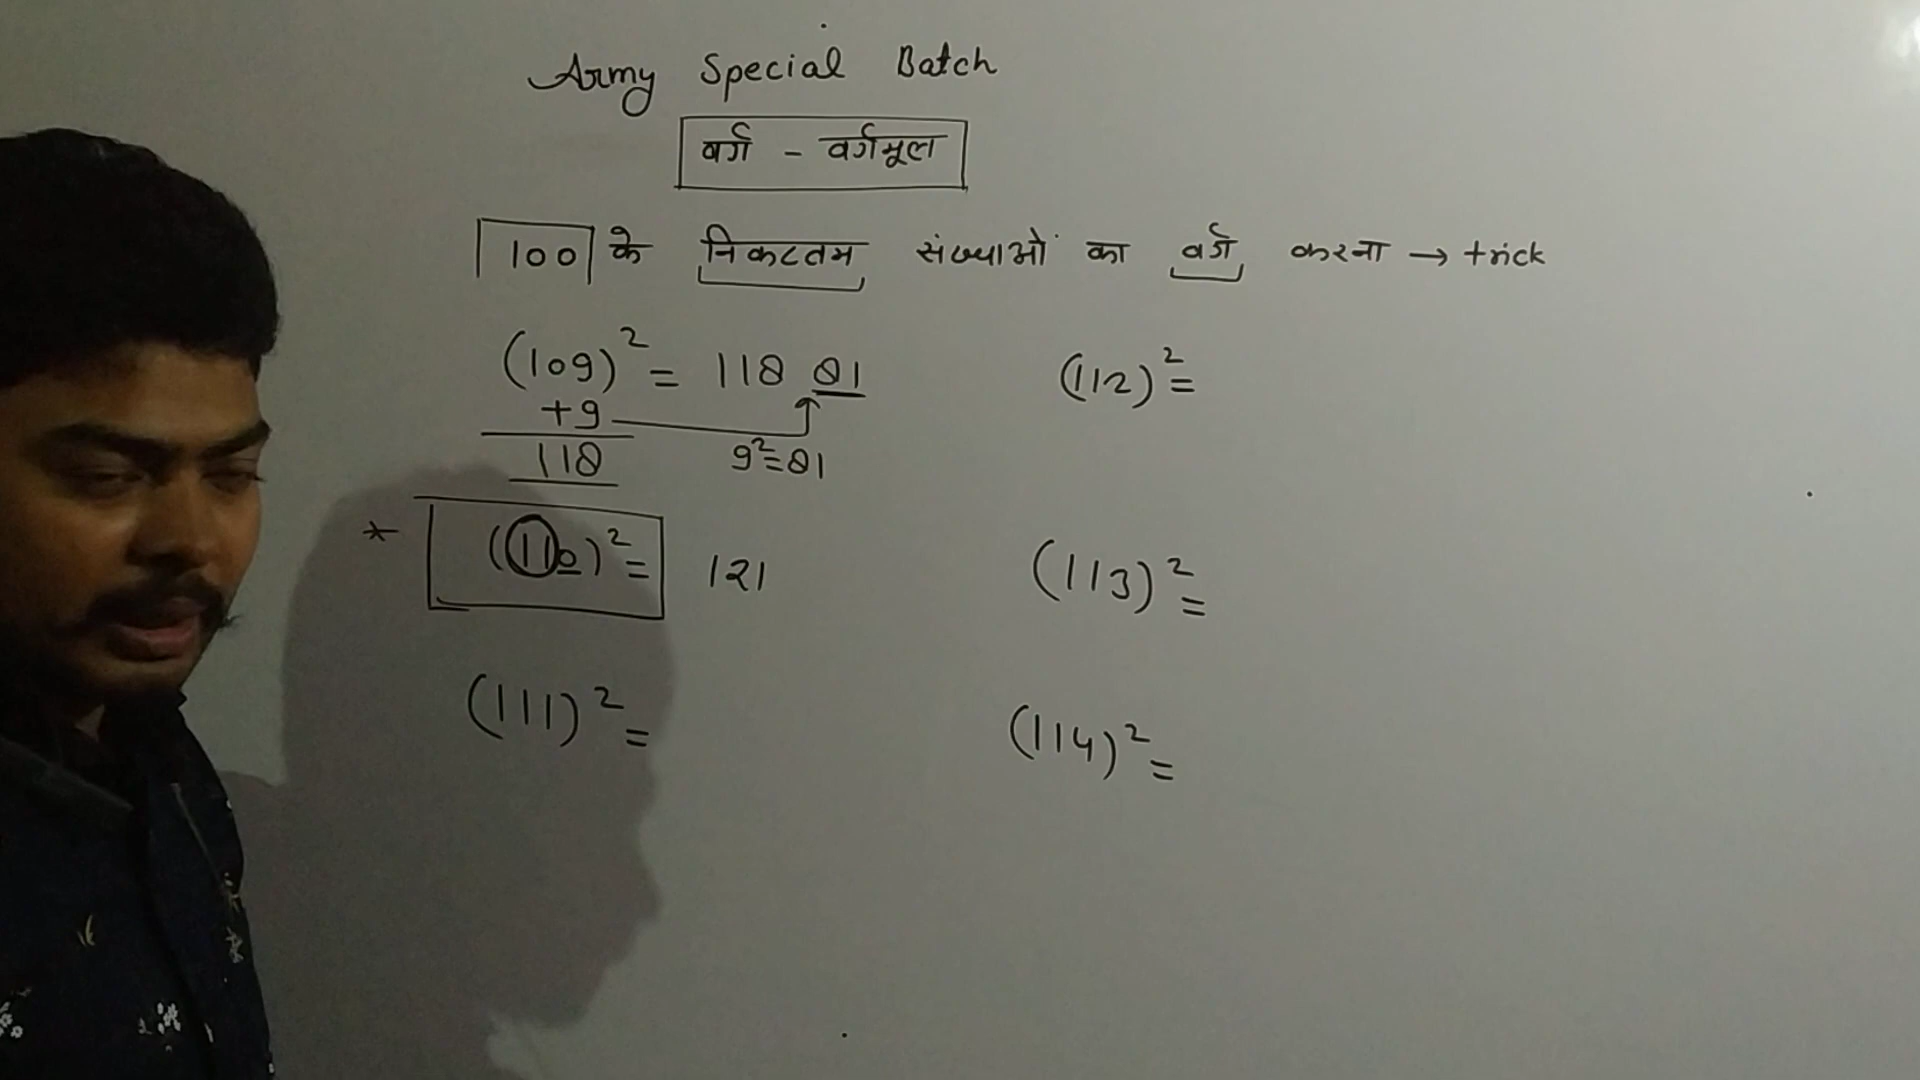 Army Special Batch
वर्ग - वर्गमूल
100 के निकटतम संख्याओं का वर्ग करना → trick
(109)² = 118 81
+9
118
9²=81
(112)² =
* (110)² = 121
(113)² =
(111)² =
(114)² =